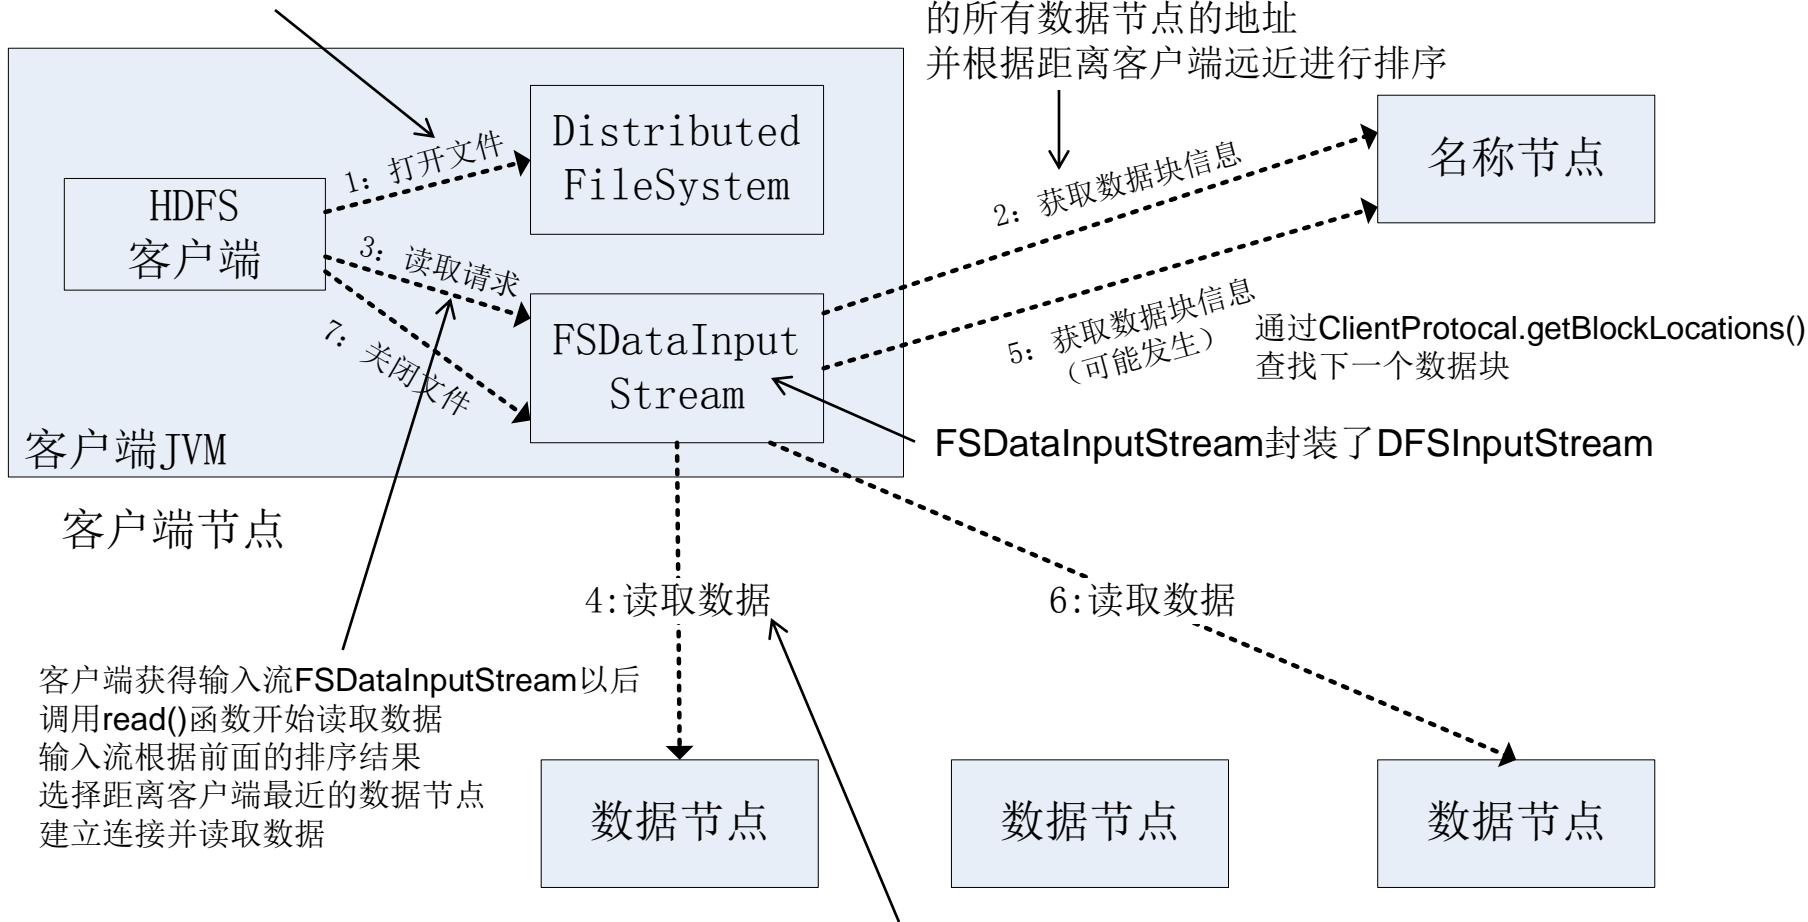 的所有数据节点的地址
并根据距离客户端远近进行排序
Distributed
FileSystem
名称节点
1: 打开文件
HDFS
客户端
2: 获取数据块信息
3: 读取请求
FSDataInput
Stream
5: 获取数据块信息
(可能发生)
通过ClientProtocal.getBlockLocations()
查找下一个数据块
7: 关闭文件
FSDataInputStream封装了DFSInputStream
客户端JVM
客户端节点
4:读取数据
6:读取数据
客户端获得输入流FSDataInputStream以后
调用read()函数开始读取数据
输入流根据前面的排序结果
选择距离客户端最近的数据节点
建立连接并读取数据
数据节点
数据节点
数据节点